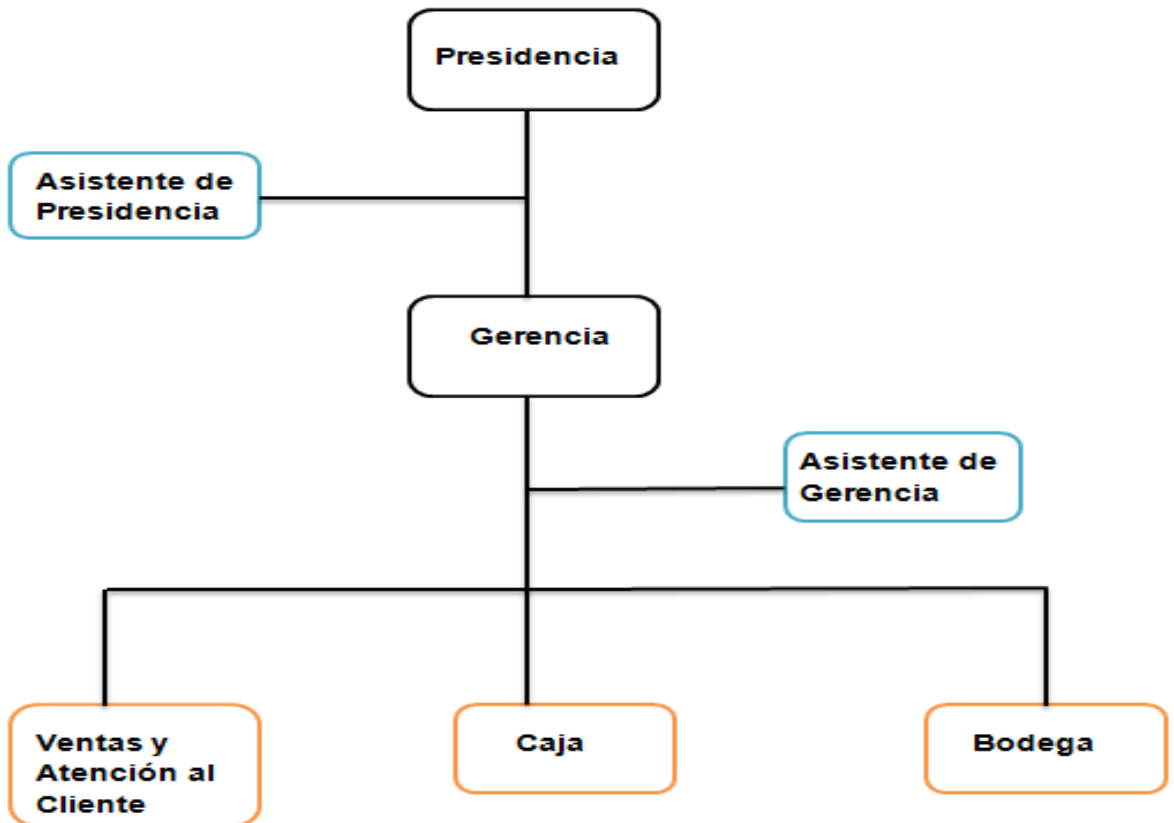 Presidencia
Asistente de
Presidencia
Gerencia
Asistente de
Gerencia
Ventas y
Atención al
Cliente
Caja
Bodega